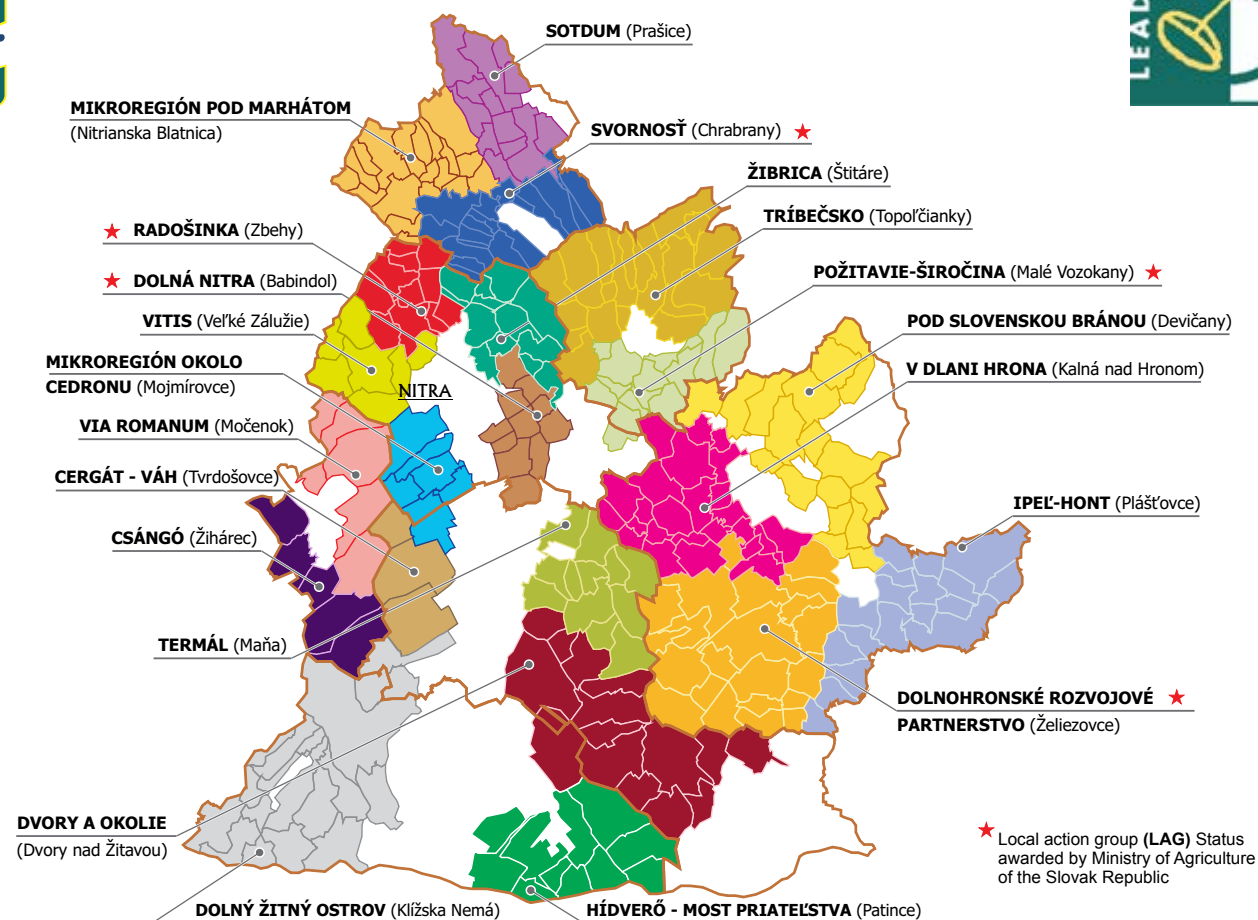 LEAD
SOTDUM (Prašice)
MIKROREGIÓN POD MARHÁTOM
(Nitrianska Blatnica)
SVORNOSŤ (Chrabrany)
ŽIBRICA (Štitáre)
RADOŠINKA (Zbehy)
TRÍBEČSKO (Topoľčianky)
DOLNÁ NITRA (Babindol)
POŽITAVIE-ŠIROČINA (Malé Vozokany)
VITIS (Veľké Zálužie)
POD SLOVENSKOU BRÁNOU (Devičany)
MIKROREGIÓN OKOLO
CEDRONU (Mojmírovce)
V DLANI HRONA (Kalná nad Hronom)
NITRA
VIA ROMANUM (Močenok)
CERGÁT - VÁH (Tvrdošovce)
IPEĽ-HONT (Plášťovce)
CSÁNGÓ (Žihárec)
TERMÁL (Maňa)
DOLNOHRONSKÉ ROZVOJOVÉ
PARTNERSTVO (Želiezovce)
DVORY A OKOLIE
(Dvory nad Žitavou)
Local action group (LAG) Status
awarded by Ministry of Agriculture
of the Slovak Republic
DOLNÝ ŽITNÝ OSTROV (Klížska Nemá)
HÍDVERŐ - MOST PRIATEĽSTVA (Patince)